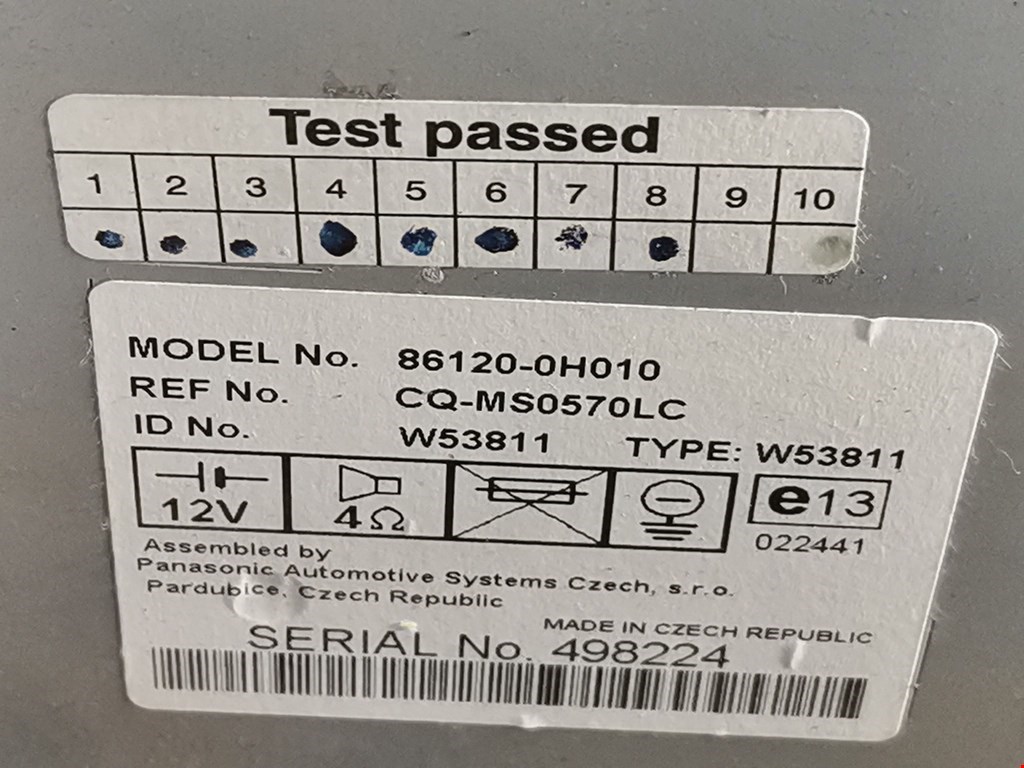 Test passed
1 2 3 4 5 6 7 8 9 10
MODEL No. 86120-0H010
REF No. CQ-MS0570LC
ID No. W53811 TYPE: W53811
12V 4Ω e13
022441
Assembled by
Panasonic Automotive Systems Czech, s.r.o.
Pardubice, Czech Republic
MADE IN CZECH REPUBLIC
SERIAL No. 498224